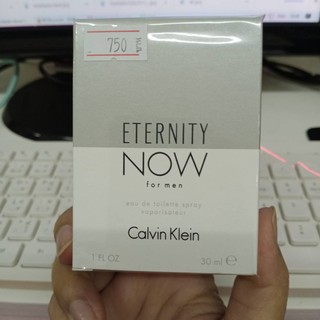 750
ETERNITY
NOW
for men
eau de toilette spray
vaporisateur
Calvin Klein
1 FL OZ 30 ml e